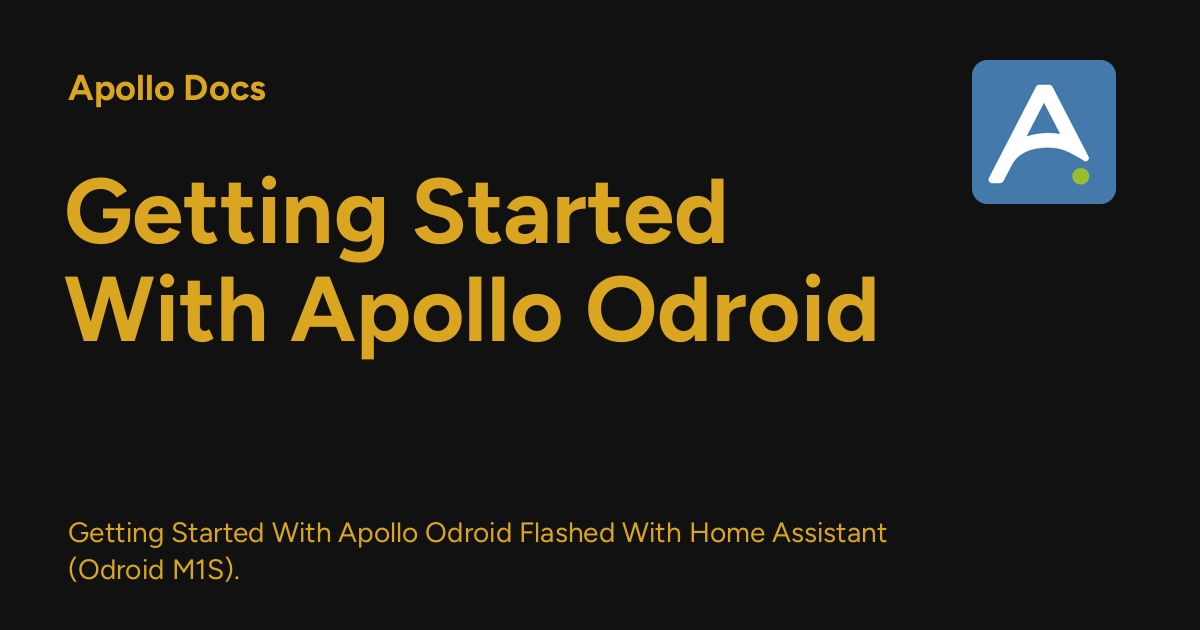 Apollo Docs
Getting Started
With Apollo Odroid
Getting Started With Apollo Odroid Flashed With Home Assistant
(Odroid M1S).